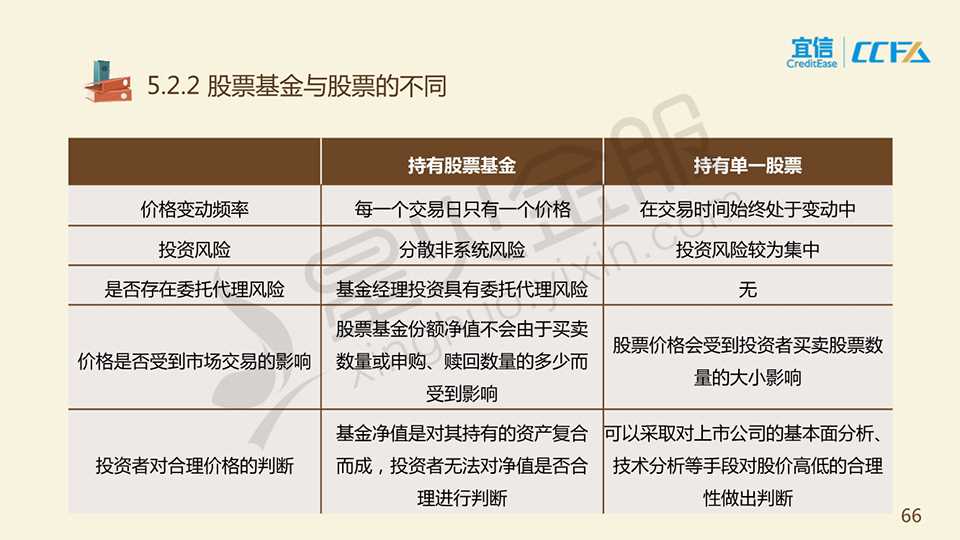 宜信
CreditEase
CCFA
5.2.2 股票基金与股票的不同
持有股票基金
持有单一股票
价格变动频率
每一个交易日只有一个价格
在交易时间始终处于变动中
投资风险
分散非系统风险
投资风险较为集中
是否存在委托代理风险
基金经理投资具有委托代理风险
无
价格是否受到市场交易的影响
股票基金份额净值不会由于买卖
数量或申购、赎回数量的多少而
受到影响
股票价格会受到投资者买卖股票数
量的大小影响
投资者对合理价格的判断
基金净值是对其持有的资产复合
而成，投资者无法对净值是否合
理进行判断
可以采取对上市公司的基本面分析、
技术分析等手段对股价高低的合理
性做出判断
星火金服
xinghuo.yixin.com
66